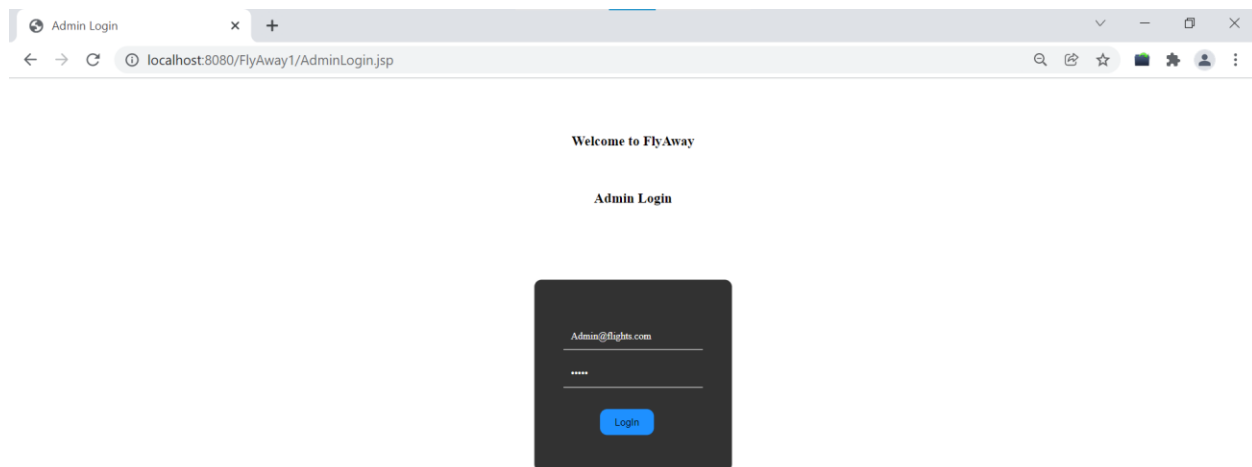 Admin Login
localhost:8080/FlyAway1/AdminLogin.jsp
Welcome to FlyAway
Admin Login
Admin@flights.com
•••••
Login